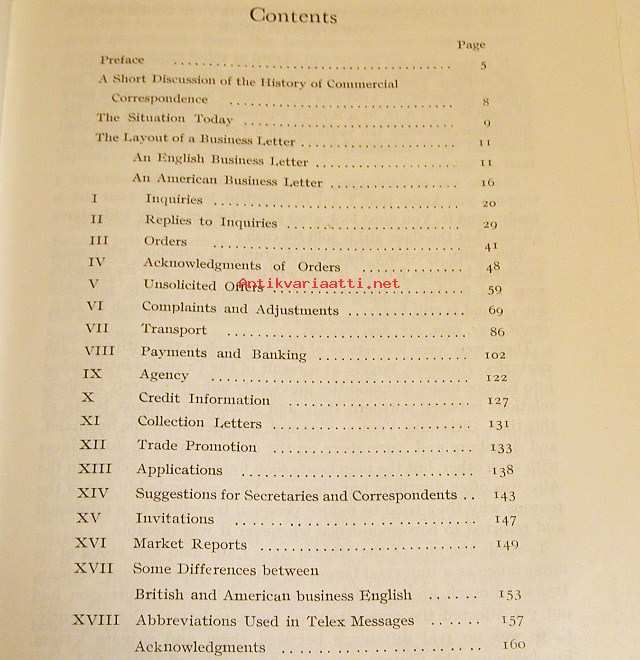 Contents
Page
Preface .......... 5
A Short Discussion of the History of Commercial
Correspondence .......... 8
The Situation Today .......... 9
The Layout of a Business Letter .......... 11
An English Business Letter .......... 11
An American Business Letter .......... 16
I Inquiries .......... 20
II Replies to Inquiries .......... 29
III Orders .......... 41
IV Acknowledgments of Orders .......... 48
V Unsolicited Offers .......... 59
Antikvariaatti.net
VI Complaints and Adjustments .......... 69
VII Transport .......... 86
VIII Payments and Banking .......... 102
IX Agency .......... 122
X Credit Information .......... 127
XI Collection Letters .......... 131
XII Trade Promotion .......... 133
XIII Applications .......... 138
XIV Suggestions for Secretaries and Correspondents .. 143
XV Invitations .......... 147
XVI Market Reports .......... 149
XVII Some Differences between
British and American business English ...... 153
XVIII Abbreviations Used in Telex Messages ...... 157
Acknowledgments .......... 160